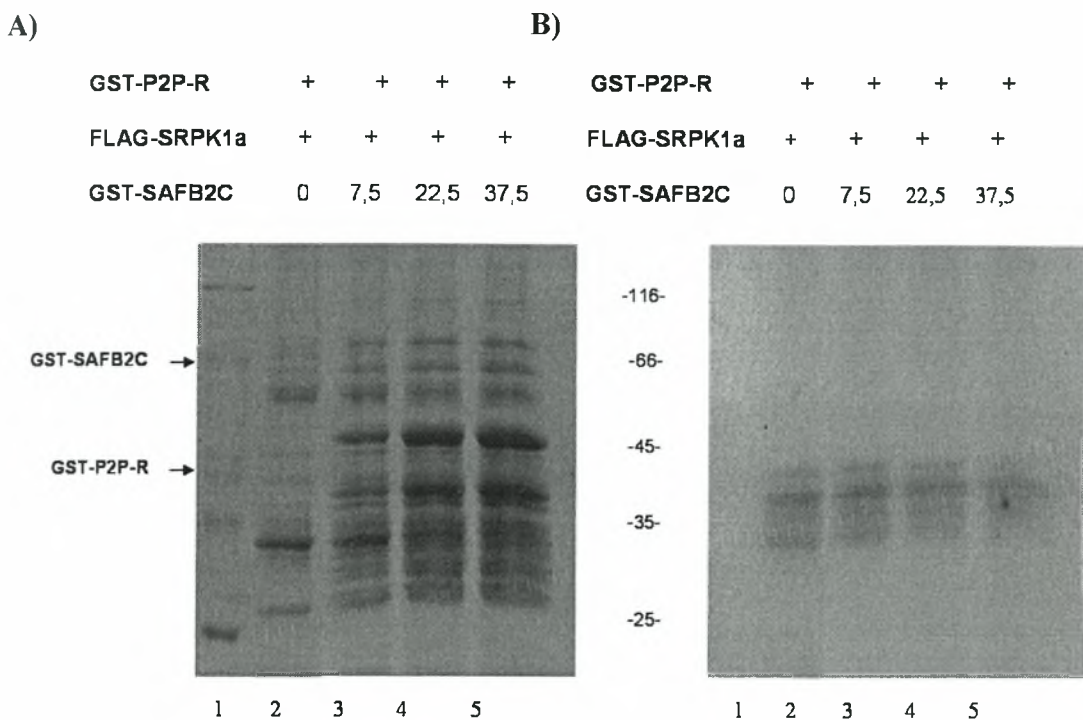 A)
GST-P2P-R + + + +
FLAG-SRPK1a + + + +
GST-SAFB2C 0 7,5 22,5 37,5
GST-SAFB2C
GST-P2P-R
1 2 3 4 5
B)
GST-P2P-R + + + +
FLAG-SRPK1a + + + +
GST-SAFB2C 0 7,5 22,5 37,5
-116-
-66-
-45-
-35-
-25-
1 2 3 4 5